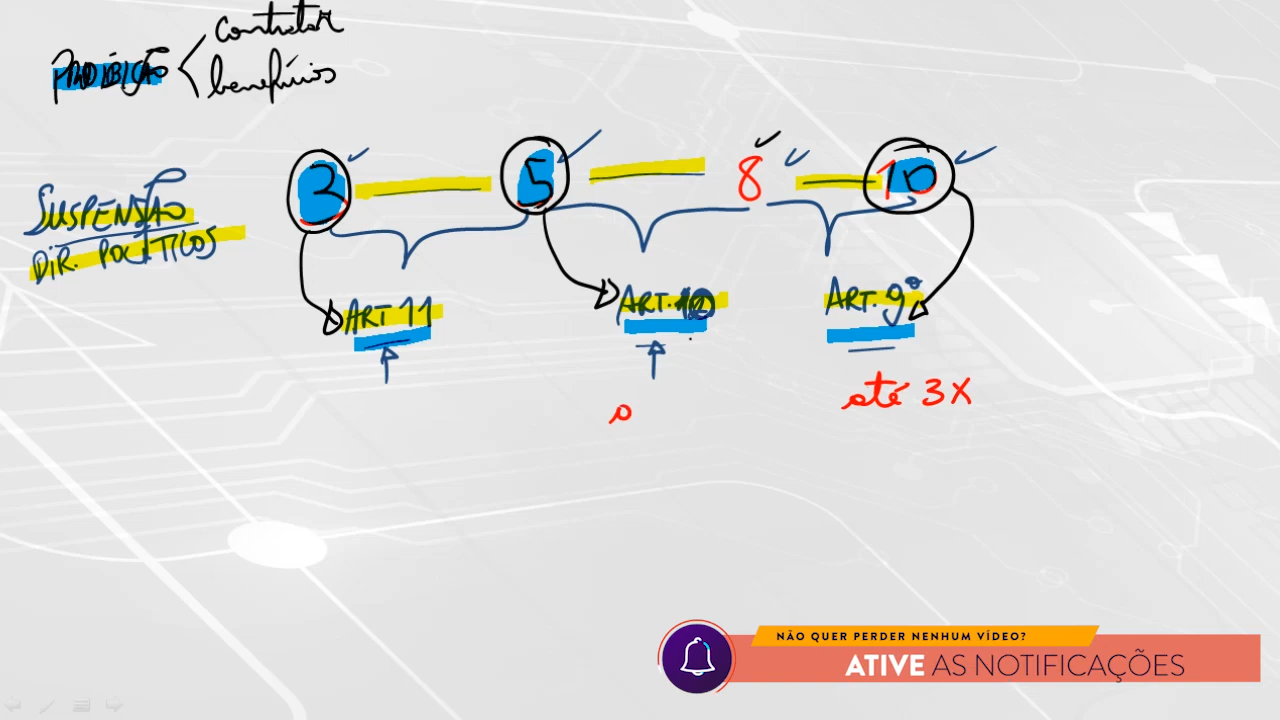 contratar
PROIBIÇÃO
benefícios
3 5 8 10
SUSPENSÃO
DIR. POLÍTICOS
ART 11 ART. 10 ART. 9º
até 3X
o
NÃO QUER PERDER NENHUM VÍDEO?
ATIVE AS NOTIFICAÇÕES